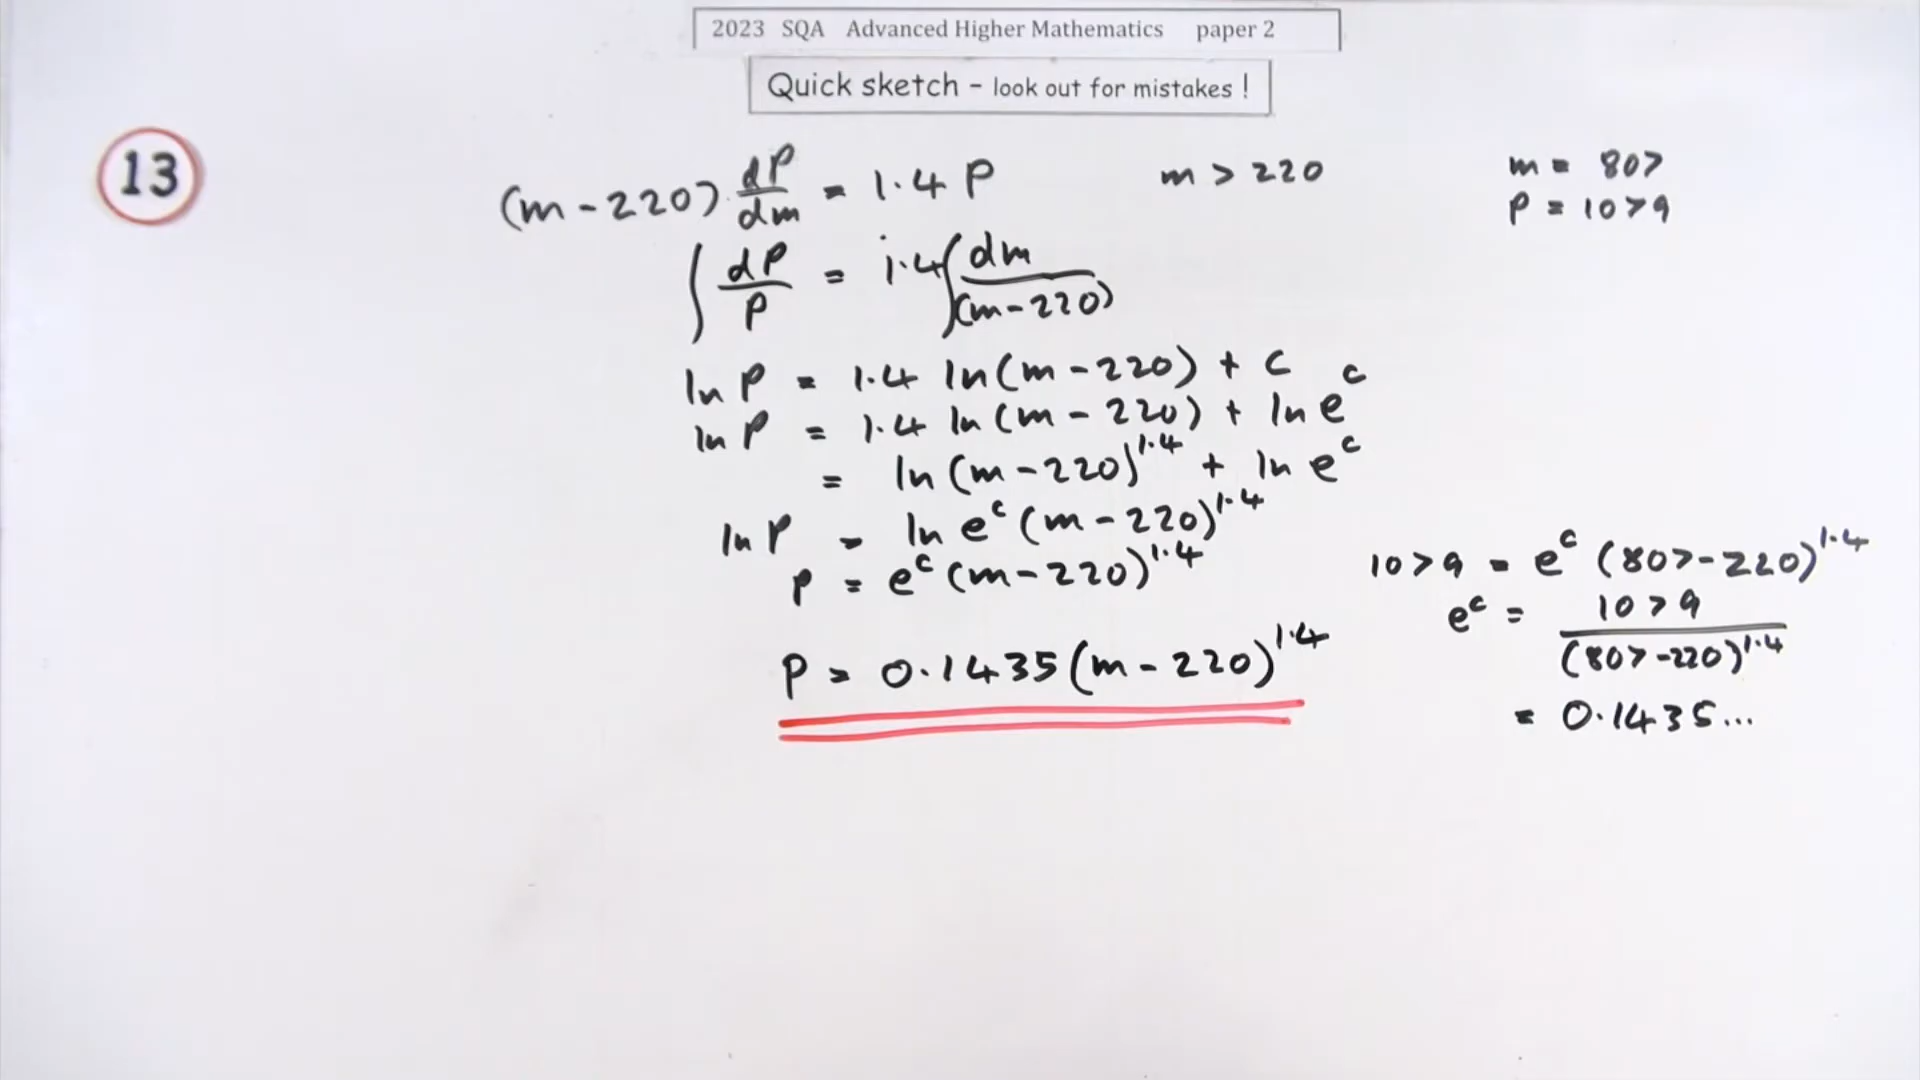 2023 SQA Advanced Higher Mathematics paper 2
Quick sketch - look out for mistakes !
13
(m - 220) dP/dm = 1.4 P m > 220 m = 807
P = 1079
∫ dP/P = 1.4 ∫ dm/(m-220)
ln P = 1.4 ln(m - 220) + c
ln P = 1.4 ln(m - 220) + ln e^c
= ln(m - 220)^1.4 + ln e^c
ln P = ln e^c (m - 220)^1.4
P = e^c (m - 220)^1.4
1079 = e^c (807 - 220)^1.4
e^c = 1079/(807-220)^1.4
= 0.1435...
P = 0.1435 (m - 220)^1.4